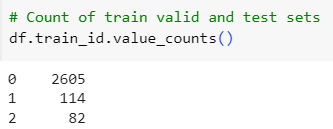 # Count of train valid and test sets
df.train_id.value_counts()
0 2605
1 114
2 82